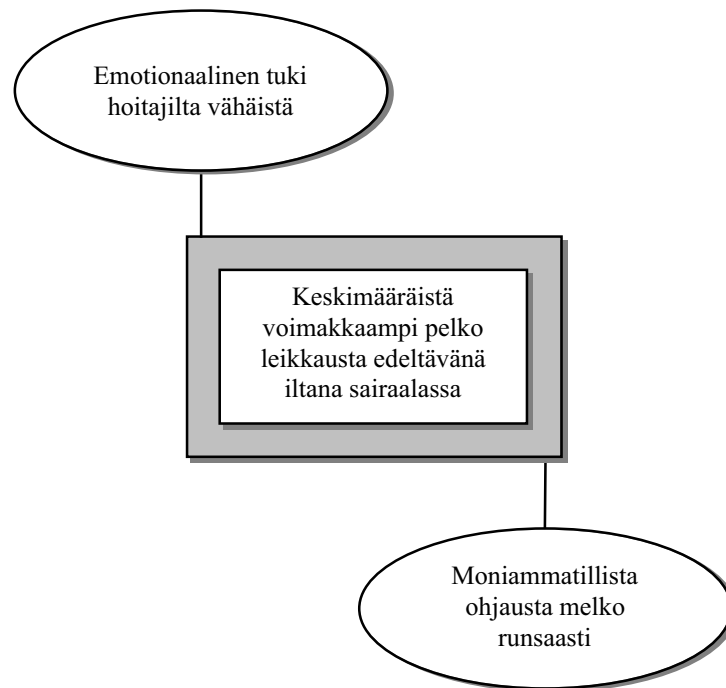 Emotionaalinen tuki
hoitajilta vähäistä
Keskimääräistä
voimakkaampi pelko
leikkausta edeltävänä
iltana sairaalassa
Moniammatillista
ohjausta melko
runsaasti